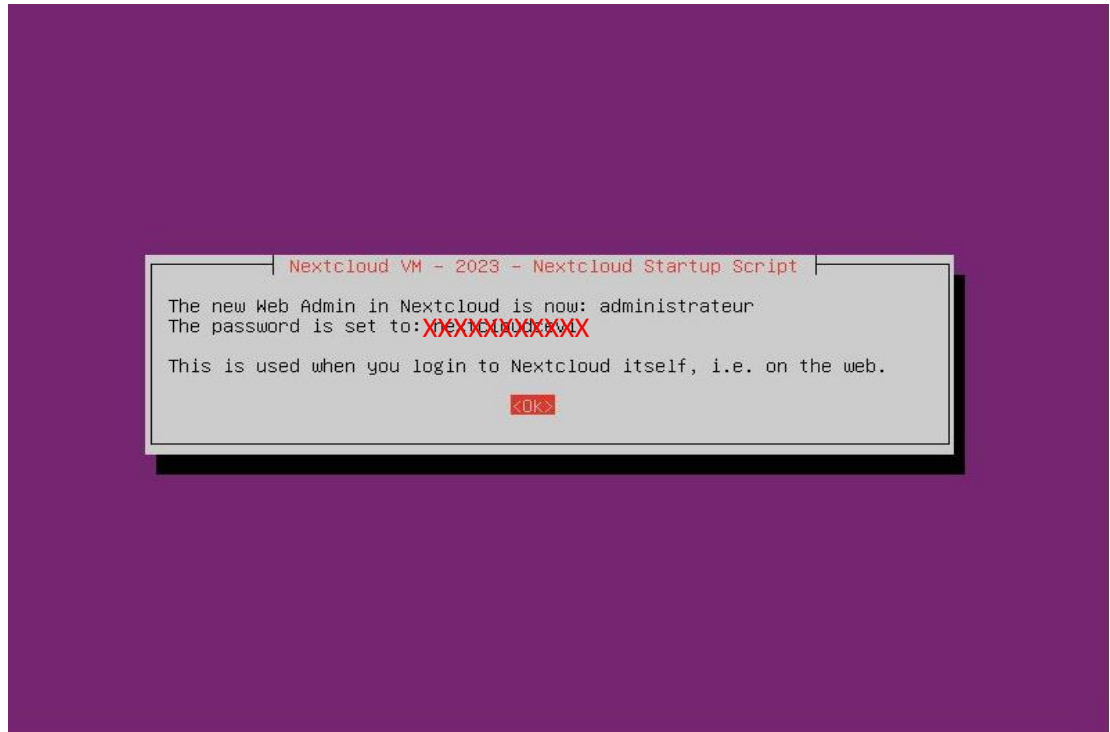 Nextcloud VM - 2023 - Nextcloud Startup Script
The new Web Admin in Nextcloud is now: administrateur
The password is set to: XXXXXXXXXXXX
This is used when you login to Nextcloud itself, i.e. on the web.
<Ok>